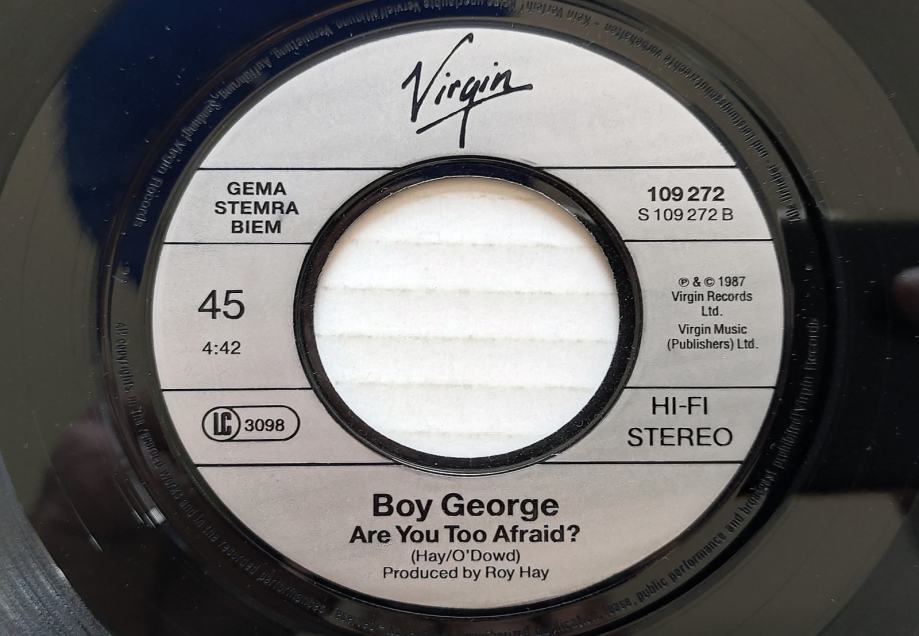 Virgin
GEMA
STEMRA
BIEM
109 272
S 109 272 B
45
4:42
℗ & © 1987
Virgin Records
Ltd.
Virgin Music
(Publishers) Ltd.
LC 3098
HI-FI
STEREO
Boy George
Are You Too Afraid?
(Hay/O'Dowd)
Produced by Roy Hay